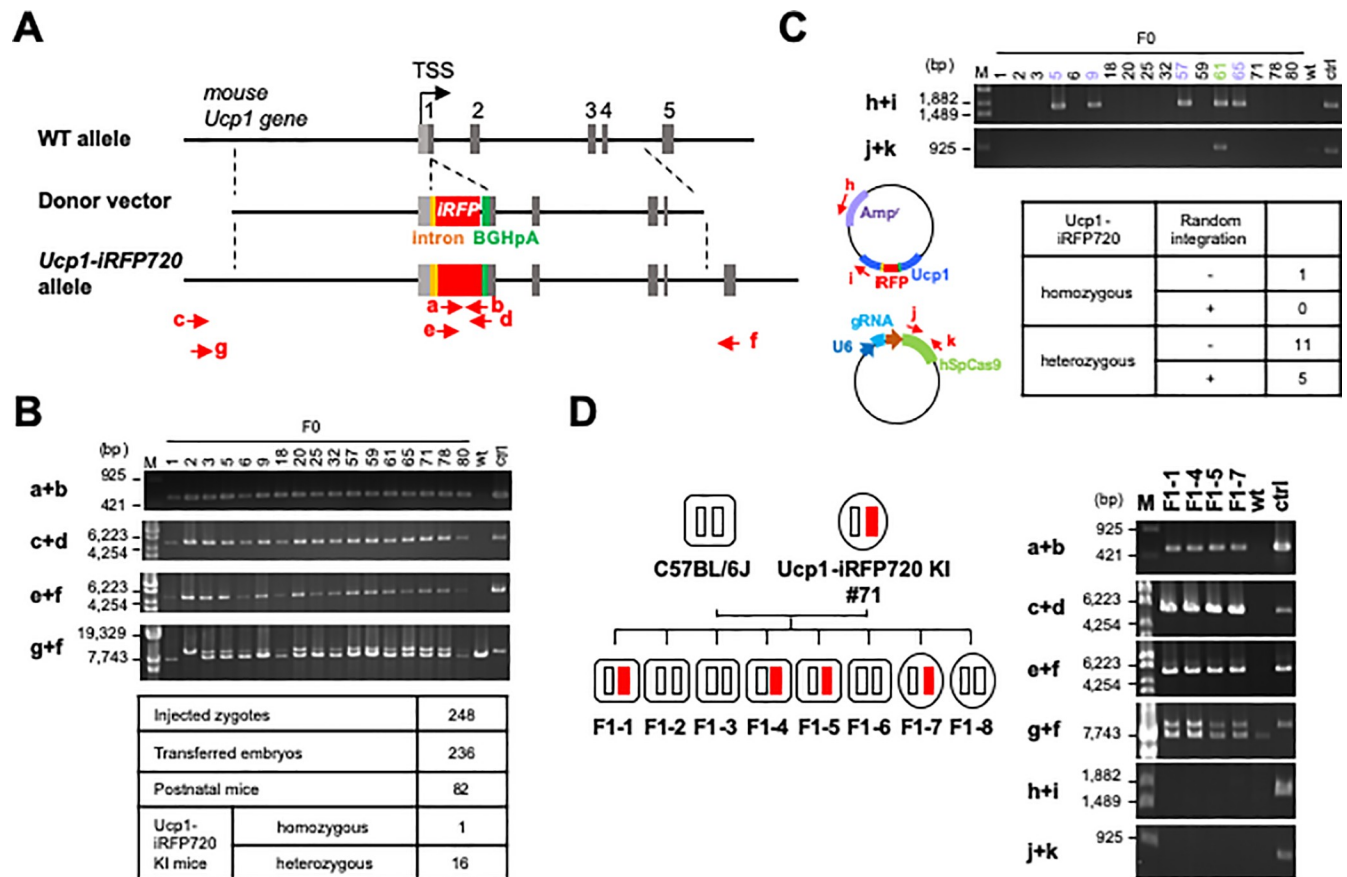 A
TSS
mouse
Ucp1 gene
1 2 3 4 5
WT allele
Donor vector
iRFP
intron BGHpA
Ucp1-iRFP720
allele
a b
c e d
g f
B
F0
(bp)
M 1 2 3 5 6 9 18 20 25 32 57 59 61 65 71 78 80 wt ctrl
a+b
925
421
c+d
6,223
4,254
e+f
6,223
4,254
g+f
19,329
7,743
Injected zygotes 248
Transferred embryos 236
Postnatal mice 82
Ucp1-
iRFP720
KI mice
homozygous 1
heterozygous 16
C
F0
(bp)
M 1 2 3 5 6 9 18 20 25 32 57 59 61 65 71 78 80 wt ctrl
h+i
1,882
1,489
j+k
925
h
Ampr
i
iRFP
Ucp1
gRNA
j
U6
k
hSpCas9
Ucp1-
iRFP720
Random
integration
homozygous
- 1
+ 0
heterozygous
- 11
+ 5
D
C57BL/6J
Ucp1-iRFP720 KI
#71
F1-1 F1-2 F1-3 F1-4 F1-5 F1-6 F1-7 F1-8
(bp)
M F1-1 F1-4 F1-5 F1-7 wt ctrl
a+b
925
421
c+d
6,223
4,254
e+f
6,223
4,254
g+f
7,743
h+i
1,882
1,489
j+k
925